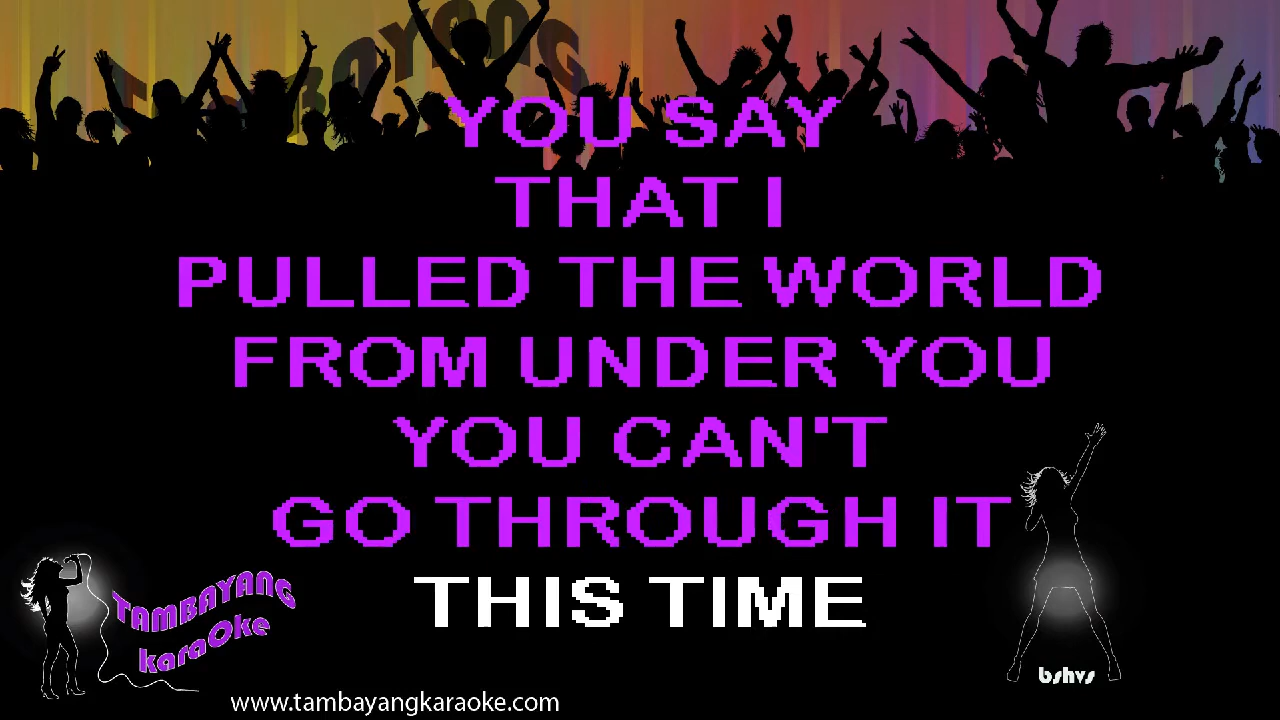 TAMBAYANG
YOU SAY
THAT I
PULLED THE WORLD
FROM UNDER YOU
YOU CAN'T
GO THROUGH IT
THIS TIME
TAMBAYANG
karaOke
bshvs
www.tambayangkaraoke.com